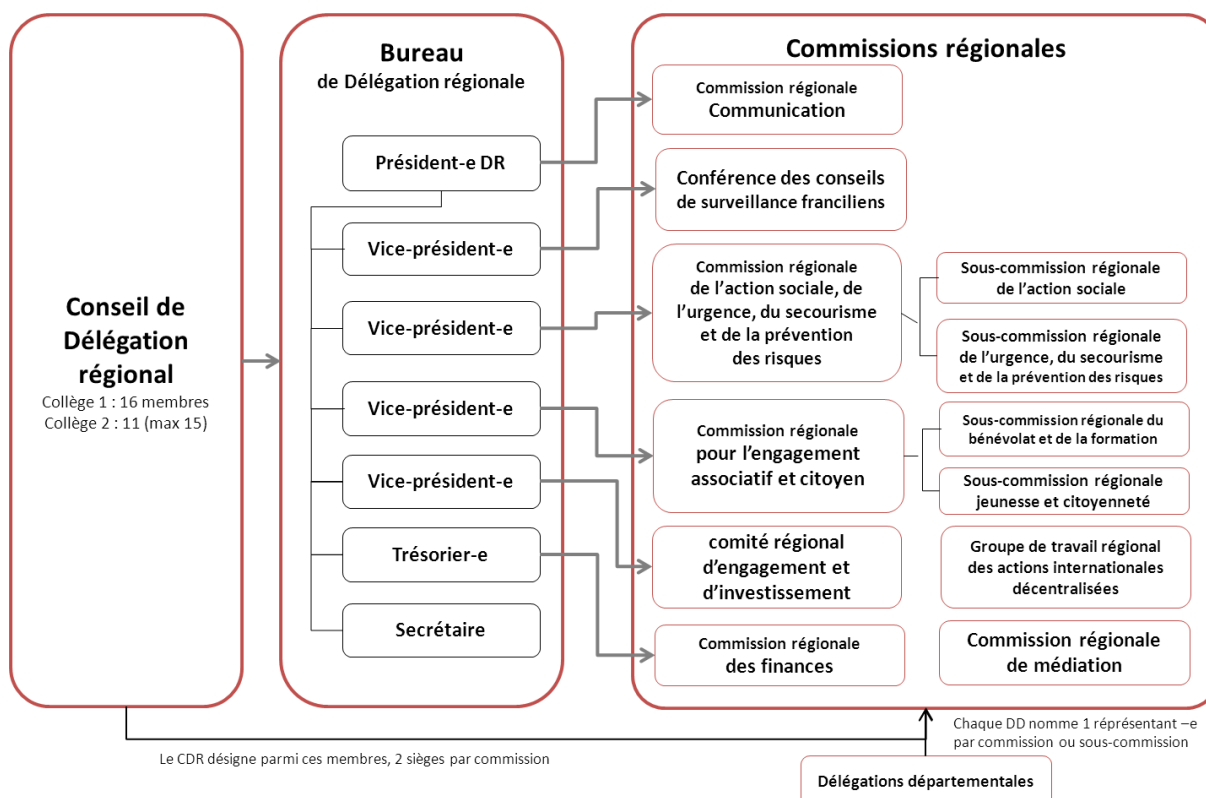 Conseil de
Délégation
régional
Collège 1 : 16 membres
Collège 2 : 11 (max 15)
Bureau
de Délégation régionale
Président-e DR
Vice-président-e
Vice-président-e
Vice-président-e
Vice-président-e
Trésorier-e
Secrétaire
Commissions régionales
Commission régionale
Communication
Conférence des conseils
de surveillance franciliens
Commission régionale
de l'action sociale, de
l'urgence, du secourisme
et de la prévention
des risques
Sous-commission régionale
de l'action sociale
Sous-commission régionale
de l'urgence, du secourisme
et de la prévention des risques
Commission régionale
pour l'engagement
associatif et citoyen
Sous-commission régionale du
bénévolat et de la formation
Sous-commission régionale
jeunesse et citoyenneté
comité régional
d'engagement et
d'investissement
Groupe de travail régional
des actions internationales
décentralisées
Commission régionale
des finances
Commission régionale
de médiation
Le CDR désigne parmi ces membres, 2 sièges par commission
Chaque DD nomme 1 réprésentant –e
par commission ou sous-commission
Délégations départementales